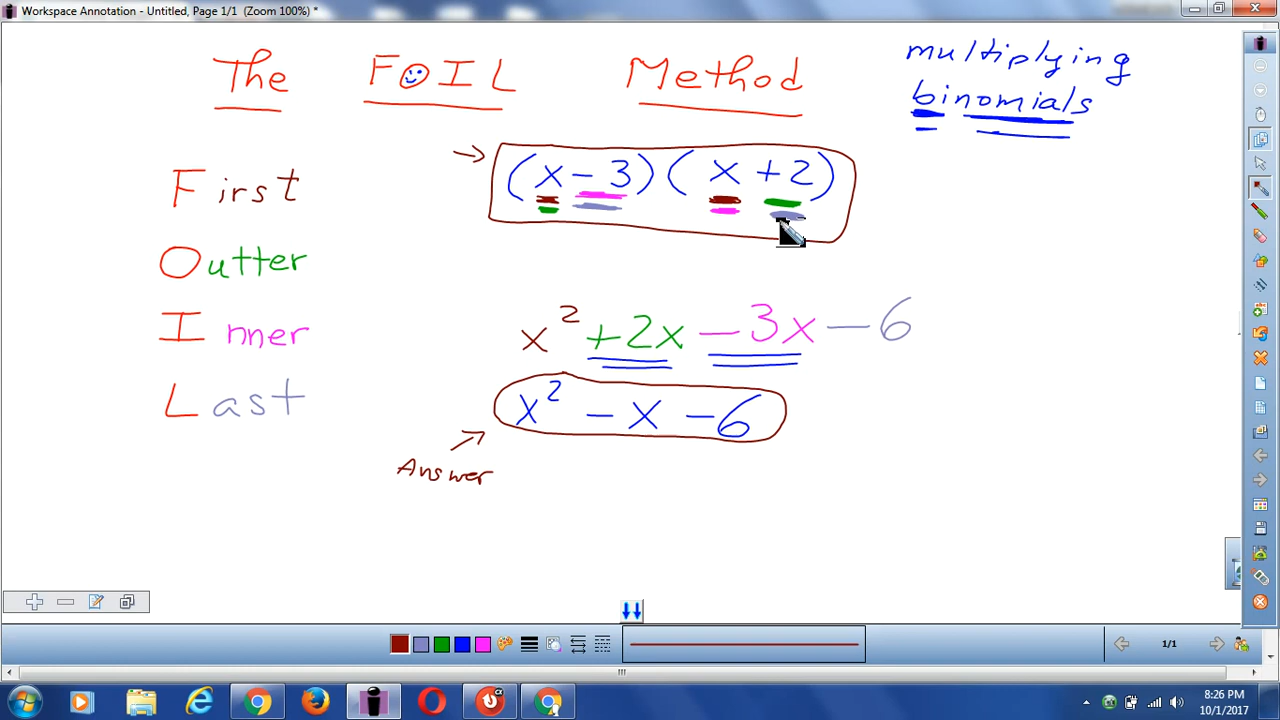 Workspace Annotation - Untitled, Page 1/1 (Zoom 100%) *
The FOIL Method
multiplying
binomials
(x - 3)(x + 2)
First
Outter
Inner
Last
x² +2x -3x -6
x² - x - 6
Answer
1/1
8:26 PM
10/1/2017